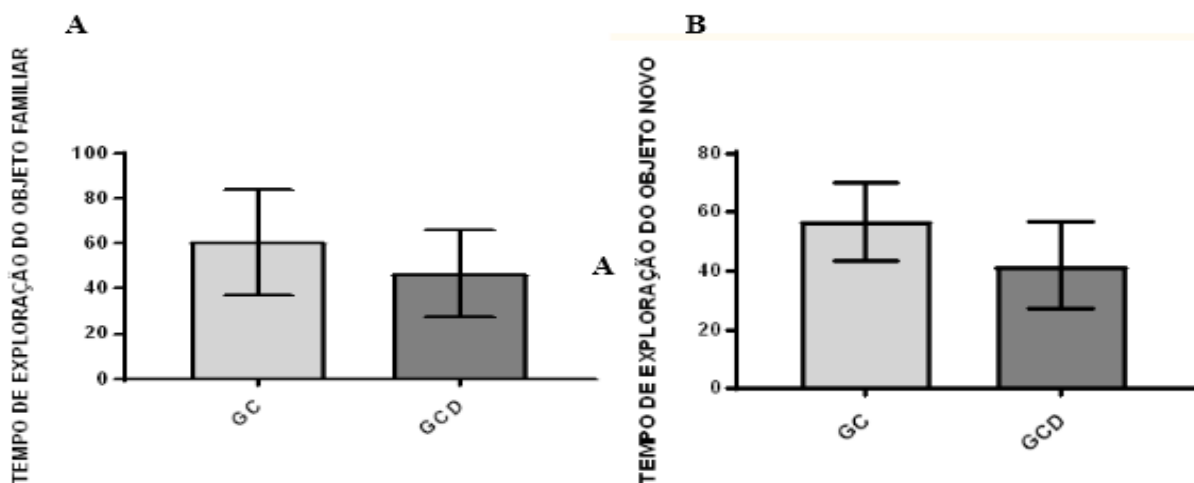 A
TEMPO DE EXPLORAÇÃO DO OBJETO FAMILIAR
100
80
60
40
20
0
GC
GCD
B
A
TEMPO DE EXPLORAÇÃO DO OBJETO NOVO
80
60
40
20
0
GC
GCD